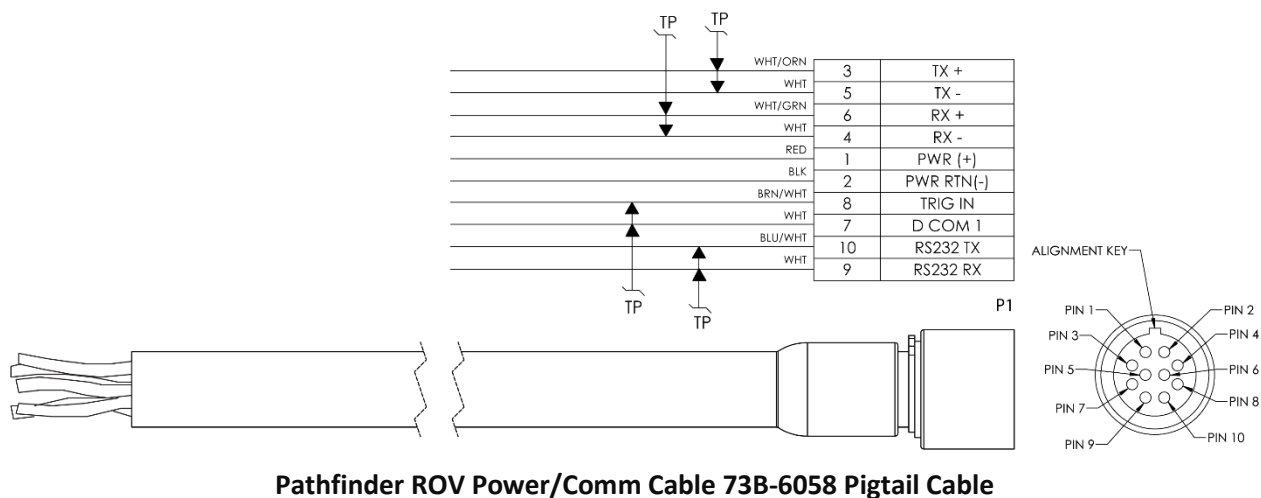 TP TP
WHT/ORN 3 TX +
WHT 5 TX -
WHT/GRN 6 RX +
WHT 4 RX -
RED 1 PWR (+)
BLK 2 PWR RTN(-)
BRN/WHT 8 TRIG IN
WHT 7 D COM 1
BLU/WHT 10 RS232 TX
WHT 9 RS232 RX
TP TP
P1
ALIGNMENT KEY
PIN 1 PIN 2
PIN 3 PIN 4
PIN 5 PIN 6
PIN 7 PIN 8
PIN 9 PIN 10
Pathfinder ROV Power/Comm Cable 73B-6058 Pigtail Cable